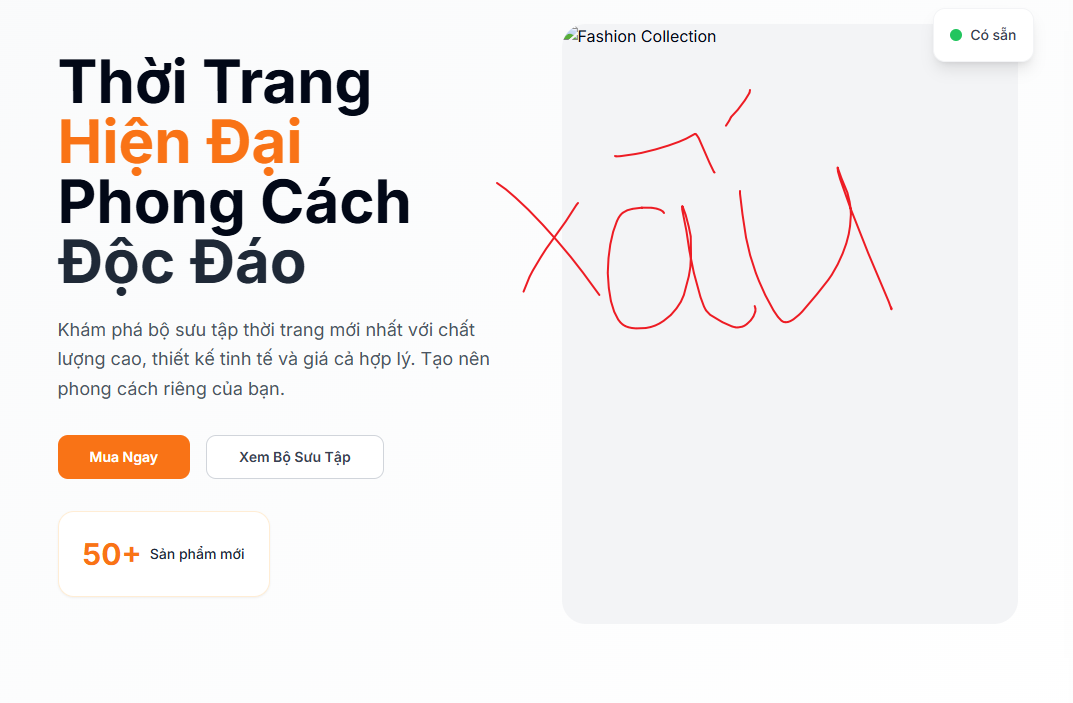 Fashion Collection
Có sẵn
Thời Trang
Hiện Đại
Phong Cách
Độc Đáo
xấu
Khám phá bộ sưu tập thời trang mới nhất với chất
lượng cao, thiết kế tinh tế và giá cả hợp lý. Tạo nên
phong cách riêng của bạn.
Mua Ngay
Xem Bộ Sưu Tập
50+ Sản phẩm mới